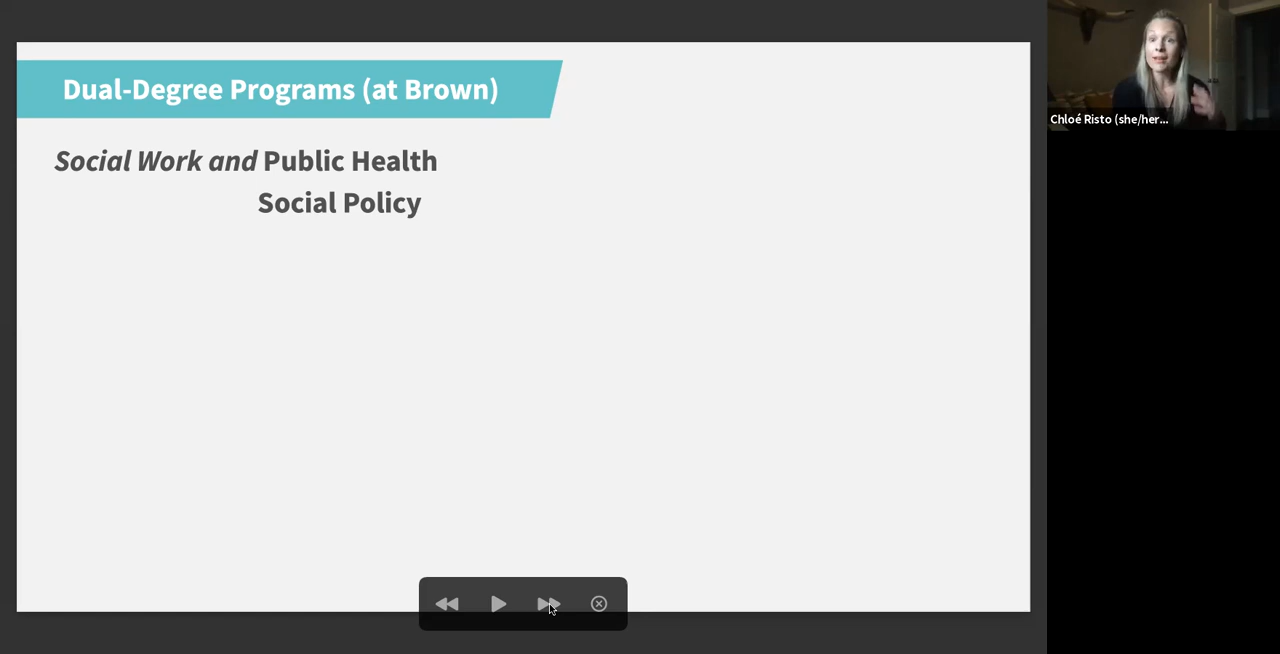 Dual-Degree Programs (at Brown)
Social Work and Public Health
Social Policy
Chloé Risto (she/her...